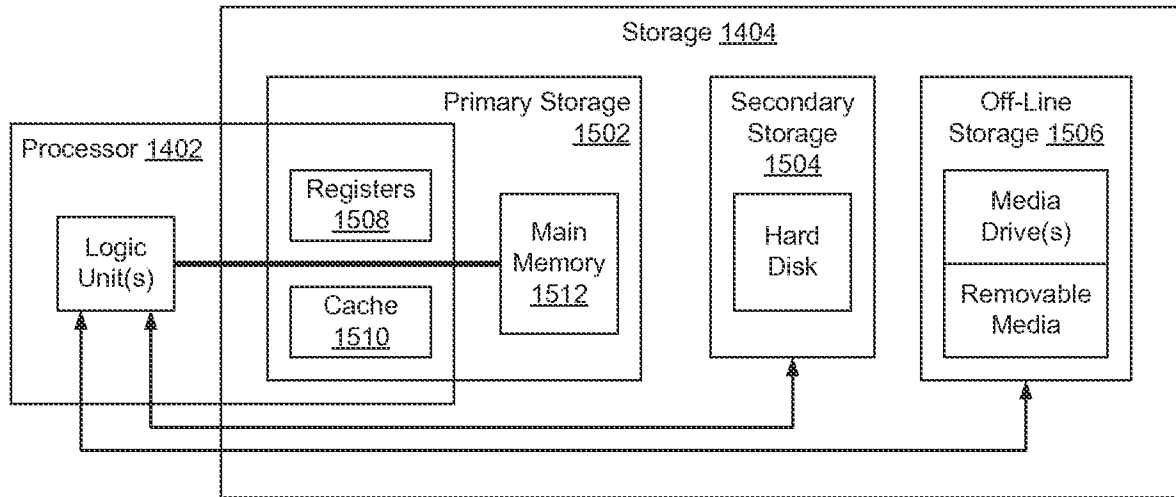 Storage 1404
Primary Storage
1502
Secondary
Storage
1504
Off-Line
Storage 1506
Processor 1402
Registers
1508
Logic
Unit(s)
Main
Memory
1512
Cache
1510
Hard
Disk
Media
Drive(s)
Removable
Media